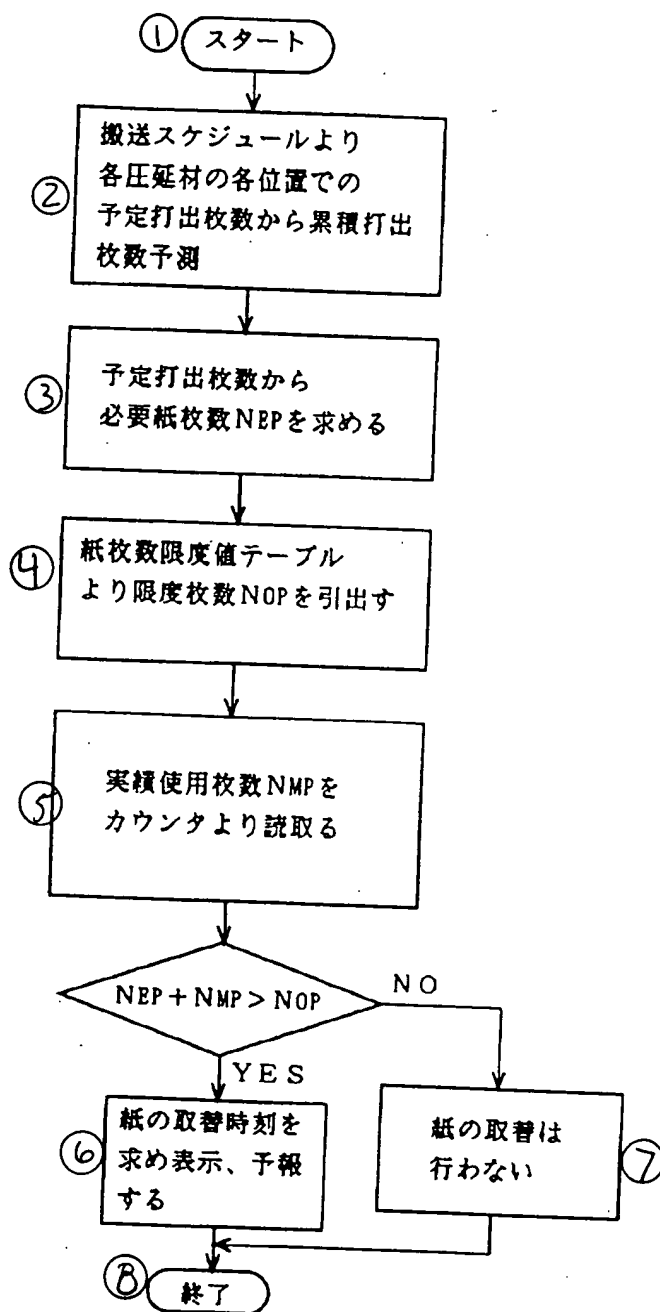 ① スタート
搬送スケジュールより
② 各圧延材の各位置での
予定打出枚数から累積打出
枚数予測
③ 予定打出枚数から
必要紙枚数NEPを求める
④ 紙枚数限度値テーブル
より限度枚数NOPを引出す
⑤ 実績使用枚数NMPを
カウンタより読取る
NEP+NMP>NOP
NO
YES
紙の取替時刻を
⑥ 求め表示、予報
する
紙の取替は
行わない ⑦
⑧ 終了